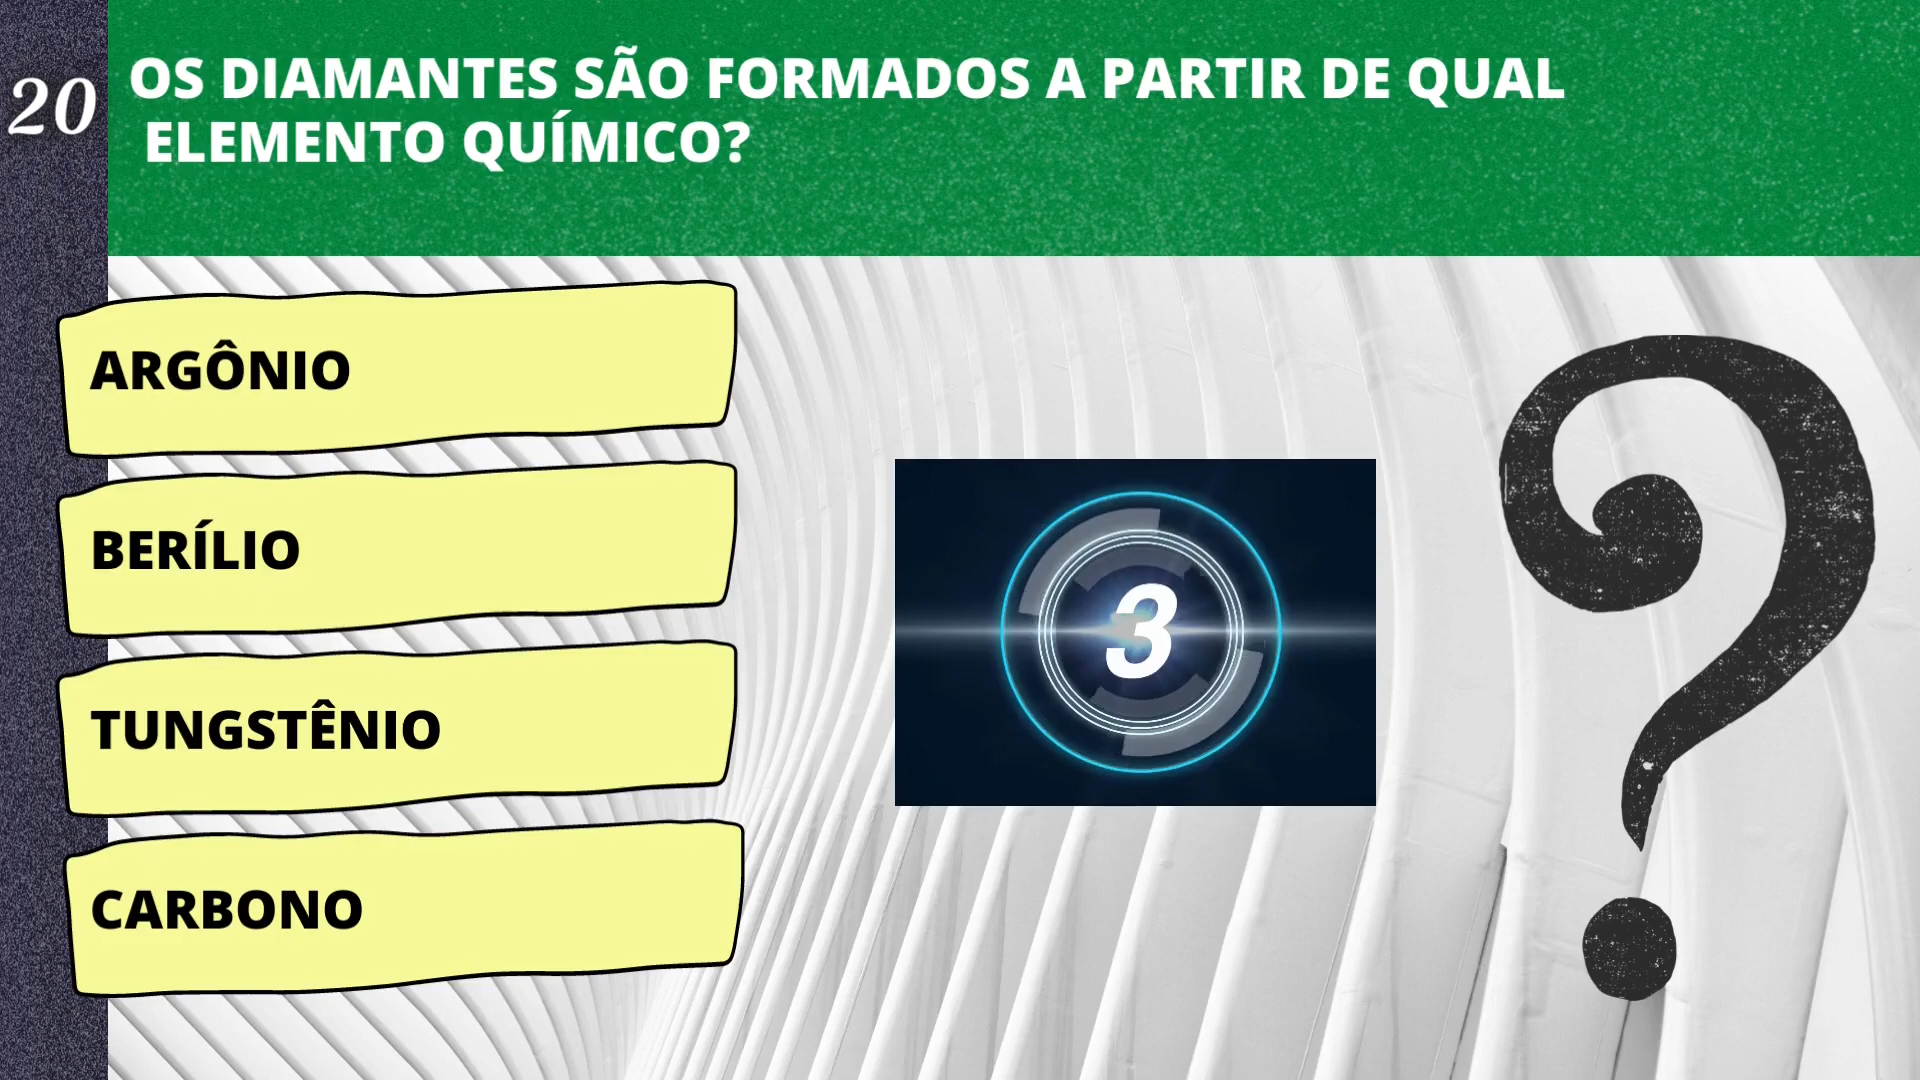 20
OS DIAMANTES SÃO FORMADOS A PARTIR DE QUAL
ELEMENTO QUÍMICO?
ARGÔNIO
BERÍLIO
TUNGSTÊNIO
CARBONO
3
?